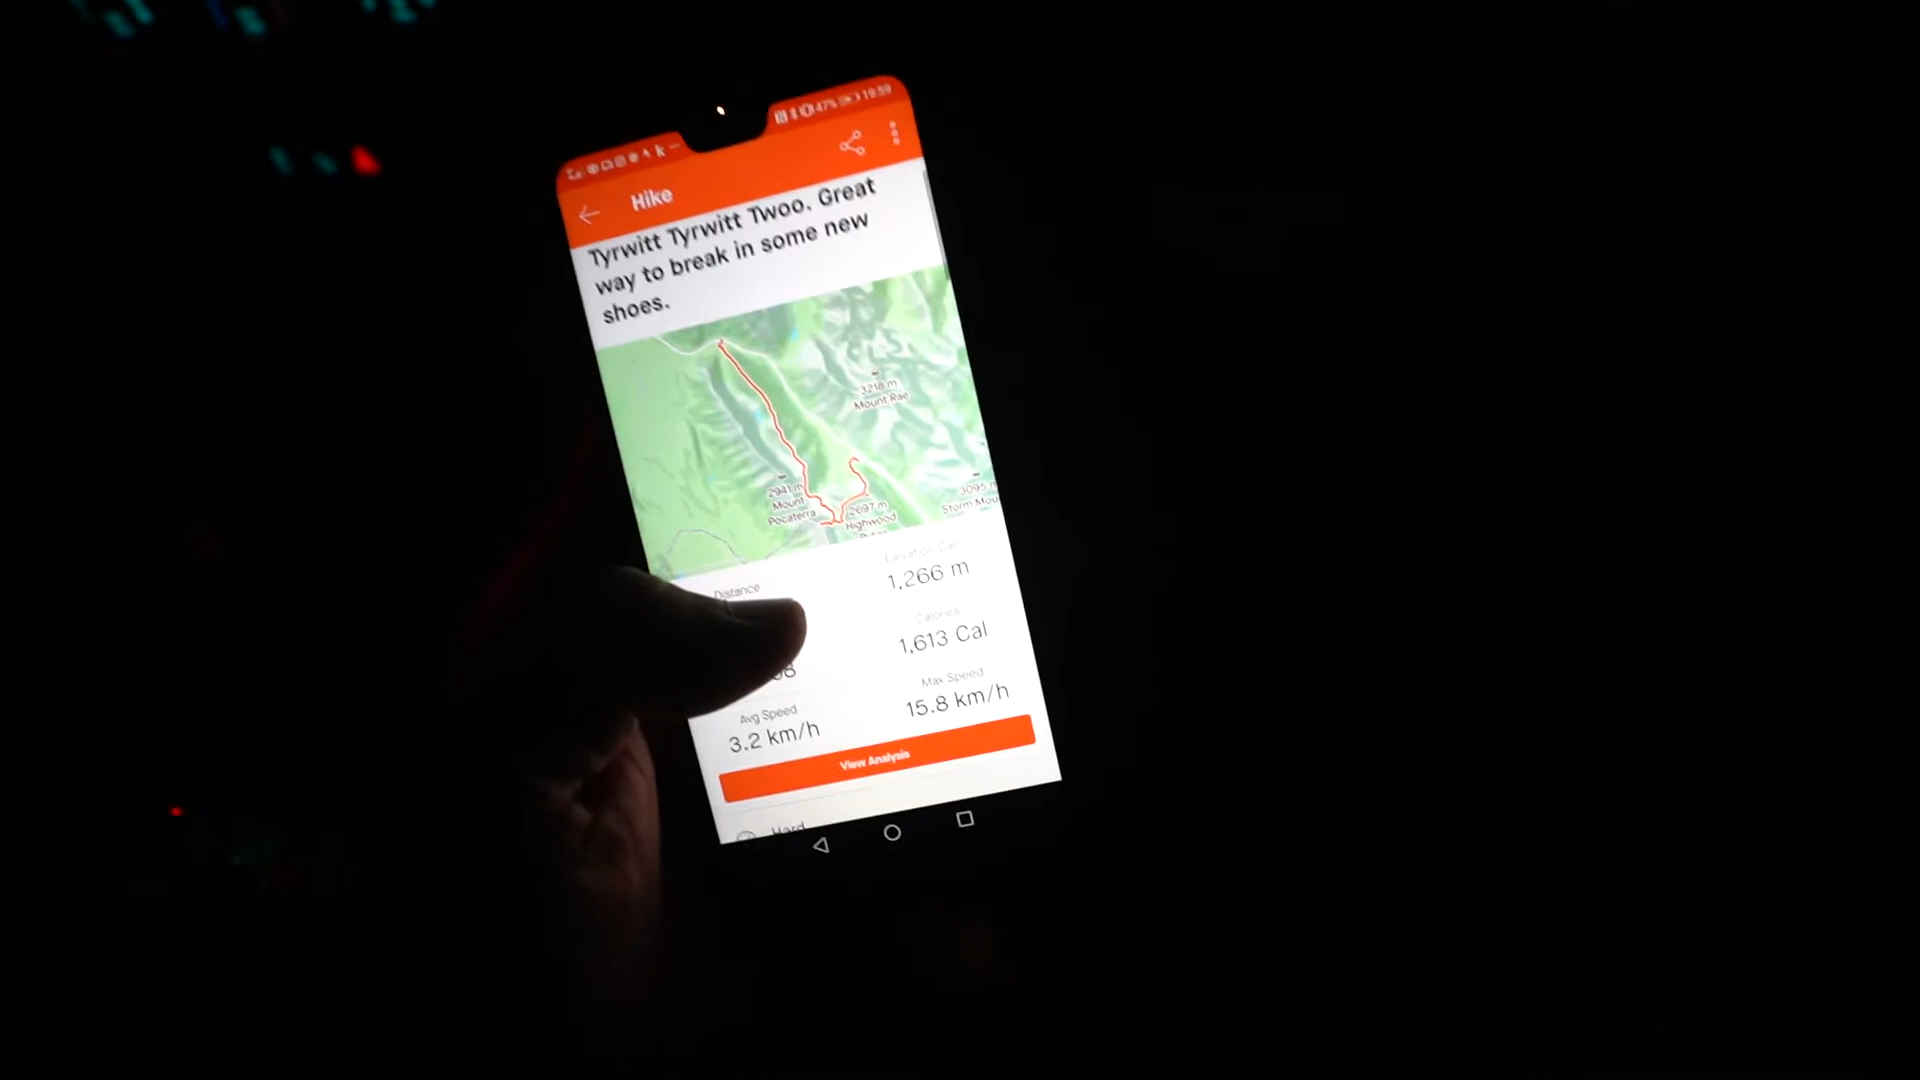 47% 19:59
Hike
Tyrwitt Tyrwitt Twoo. Great
way to break in some new
shoes.
3218 m
Mount Rae
2941 m
Mount
Pocaterra
2697 m
Highwood
3095 m
Storm Mou
Distance
Elevation Gain
1,266 m
Calories
1,613 Cal
Avg Speed
3.2 km/h
Max Speed
15.8 km/h
View Analysis
Hard